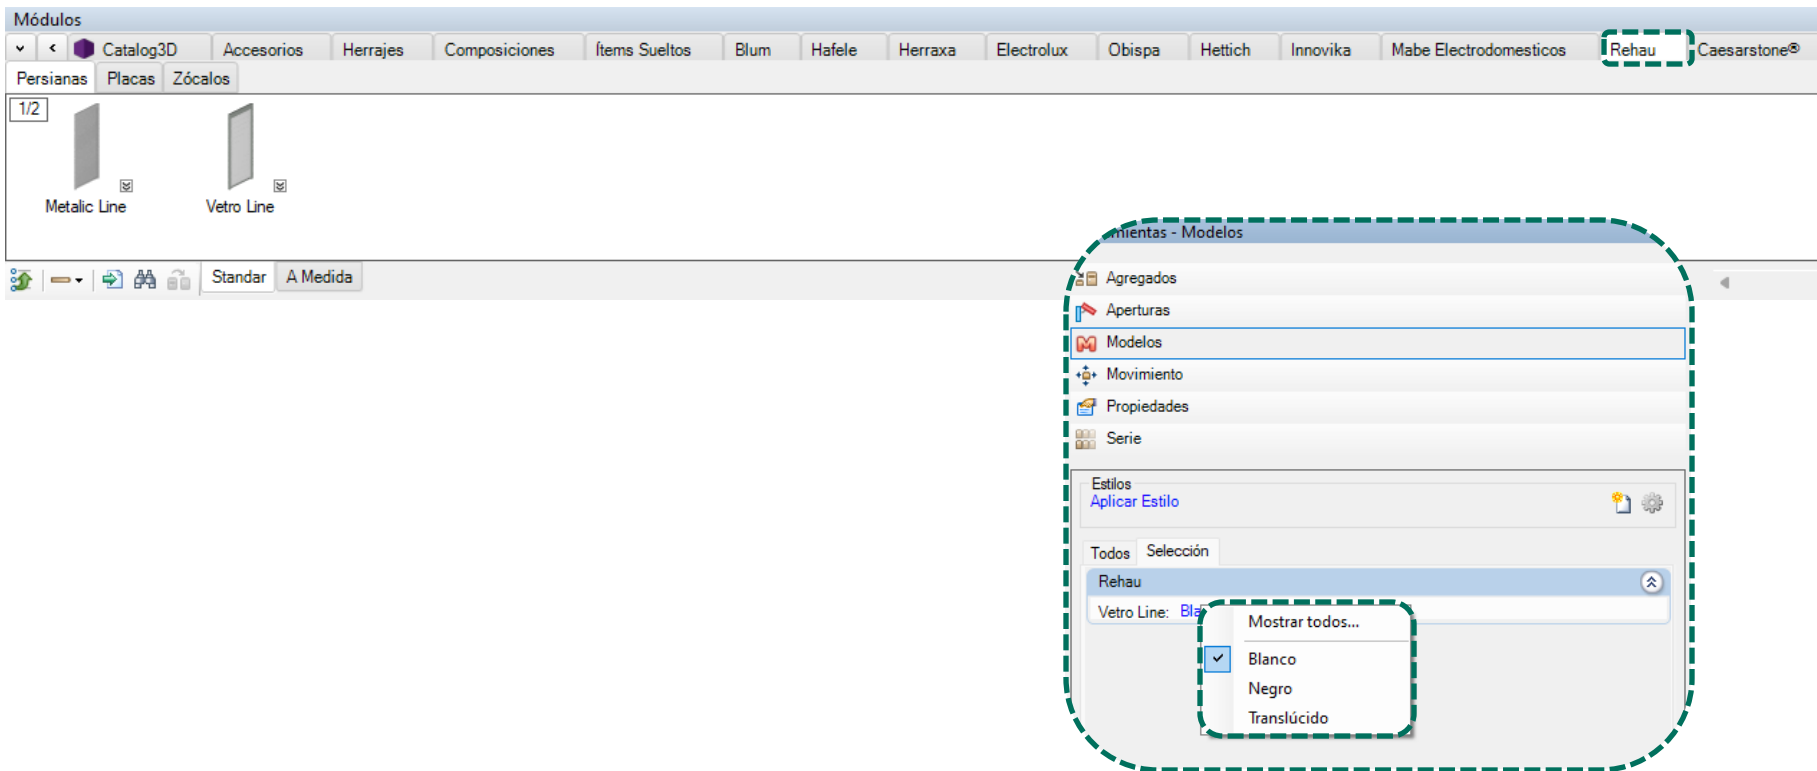 Módulos
Catalog3D Accesorios Herrajes Composiciones Ítems Sueltos Blum Hafele Herraxa Electrolux Obispa Hettich Innovika Mabe Electrodomesticos Rehau Caesarstone®
Persianas Placas Zócalos
1/2
Metalic Line Vetro Line
Standar A Medida
mientas - Modelos
Agregados
Aperturas
Modelos
Movimiento
Propiedades
Serie
Estilos
Aplicar Estilo
Todos Selección
Rehau
Vetro Line: Bla
Mostrar todos...
Blanco
Negro
Translúcido